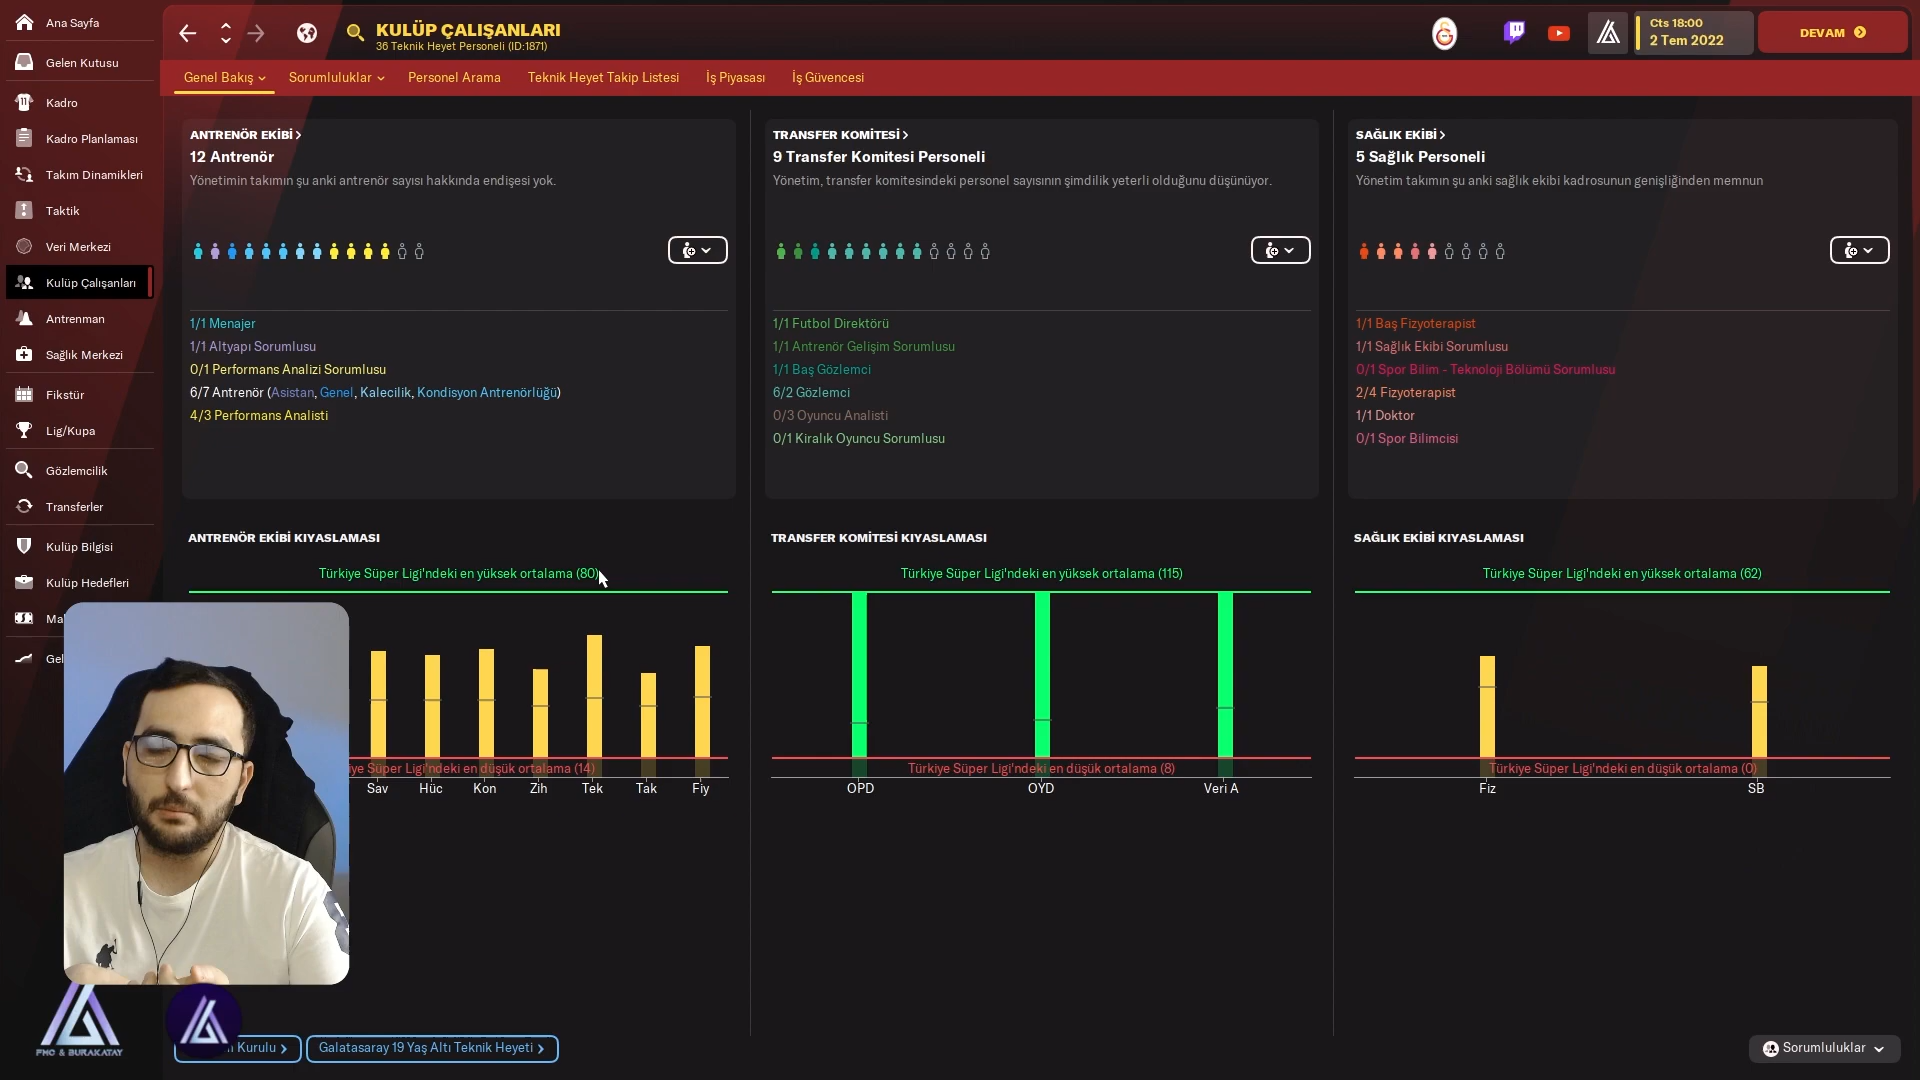 Ana Sayfa
Gelen Kutusu
Kadro
Kadro Planlaması
Takım Dinamikleri
Taktik
Veri Merkezi
Kulüp Çalışanları
Antrenman
Sağlık Merkezi
Fikstür
Lig/Kupa
Gözlemcilik
Transferler
Kulüp Bilgisi
Kulüp Hedefleri
KULÜP ÇALIŞANLARI
36 Teknik Heyet Personeli (ID:1871)
Cts 18:00
2 Tem 2022
DEVAM
Genel Bakış
Sorumluluklar
Personel Arama
Teknik Heyet Takip Listesi
İş Piyasası
İş Güvencesi
ANTRENÖR EKİBİ
12 Antrenör
Yönetimin takımın şu anki antrenör sayısı hakkında endişesi yok.
1/1 Menajer
1/1 Altyapı Sorumlusu
0/1 Performans Analizi Sorumlusu
6/7 Antrenör (Asistan, Genel, Kalecilik, Kondisyon Antrenörlüğü)
4/3 Performans Analisti
TRANSFER KOMİTESİ
9 Transfer Komitesi Personeli
Yönetim, transfer komitesindeki personel sayısının şimdilik yeterli olduğunu düşünüyor.
1/1 Futbol Direktörü
1/1 Antrenör Gelişim Sorumlusu
1/1 Baş Gözlemci
6/2 Gözlemci
0/3 Oyuncu Analisti
0/1 Kiralık Oyuncu Sorumlusu
SAĞLIK EKİBİ
5 Sağlık Personeli
Yönetim takımın şu anki sağlık ekibi kadrosunun genişliğinden memnun
1/1 Baş Fizyoterapist
1/1 Sağlık Ekibi Sorumlusu
0/1 Spor Bilim - Teknoloji Bölümü Sorumlusu
2/4 Fizyoterapist
1/1 Doktor
0/1 Spor Bilimcisi
ANTRENÖR EKİBİ KIYASLAMASI
Türkiye Süper Ligi'ndeki en yüksek ortalama (80)
Süper Ligi'ndeki en düşük ortalama (14)
Sav Hüc Kon Zih Tek Tak Fiy
TRANSFER KOMİTESİ KIYASLAMASI
Türkiye Süper Ligi'ndeki en yüksek ortalama (115)
Türkiye Süper Ligi'ndeki en düşük ortalama (8)
OPD OYD Veri A
SAĞLIK EKİBİ KIYASLAMASI
Türkiye Süper Ligi'ndeki en yüksek ortalama (62)
Türkiye Süper Ligi'ndeki en düşük ortalama (0)
Fiz SB
FMC & BURAKATAY
Kurulu
Galatasaray 19 Yaş Altı Teknik Heyeti
Sorumluluklar